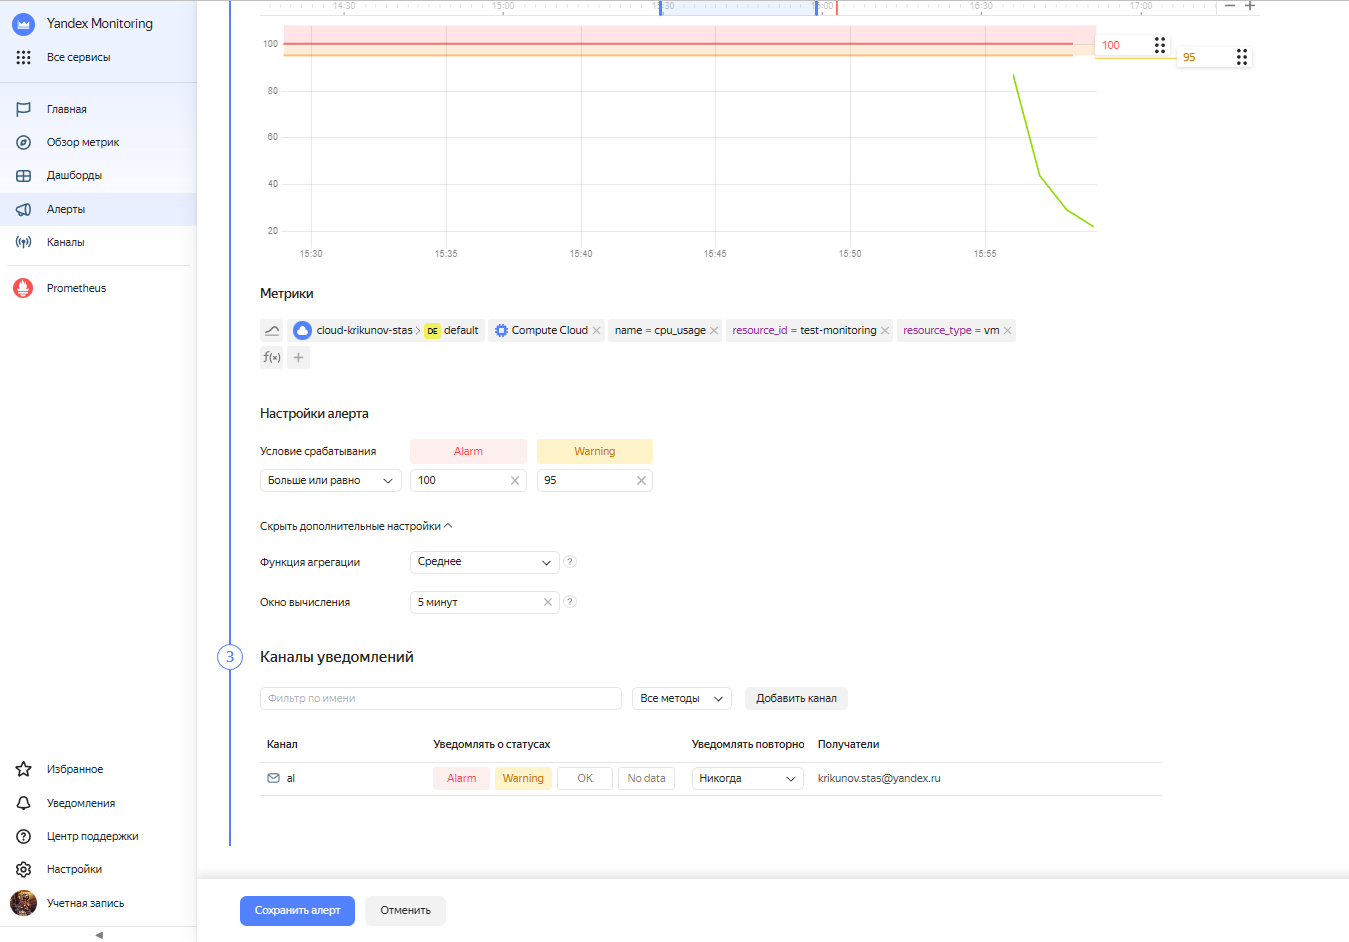 Yandex Monitoring
Все сервисы
Главная
Обзор метрик
Дашборды
Алерты
Каналы
Prometheus
Избранное
Уведомления
Центр поддержки
Настройки
Учетная запись
14:30 15:00 15:30 16:00 16:30 17:00
100
80
60
40
20
100
95
15:30 15:35 15:40 15:45 15:50 15:55
Метрики
cloud-krikunov-stas > DE default Compute Cloud name = cpu_usage resource_id = test-monitoring resource_type = vm
f(x) +
Настройки алерта
Условие срабатывания Alarm Warning
Больше или равно 100 95
Скрыть дополнительные настройки
Функция агрегации Среднее ?
Окно вычисления 5 минут ?
3 Каналы уведомлений
Фильтр по имени Все методы Добавить канал
Канал Уведомлять о статусах Уведомлять повторно Получатели
al Alarm Warning OK No data Никогда krikunov.stas@yandex.ru
Сохранить алерт Отменить